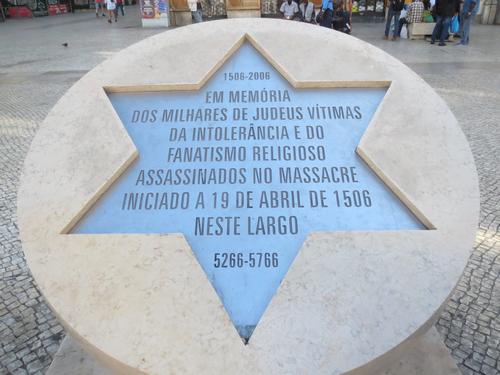 1506-2006
EM MEMÓRIA
DOS MILHARES DE JUDEUS VÍTIMAS
DA INTOLERÂNCIA E DO
FANATISMO RELIGIOSO
ASSASSINADOS NO MASSACRE
INICIADO A 19 DE ABRIL DE 1506
NESTE LARGO
5266-5766